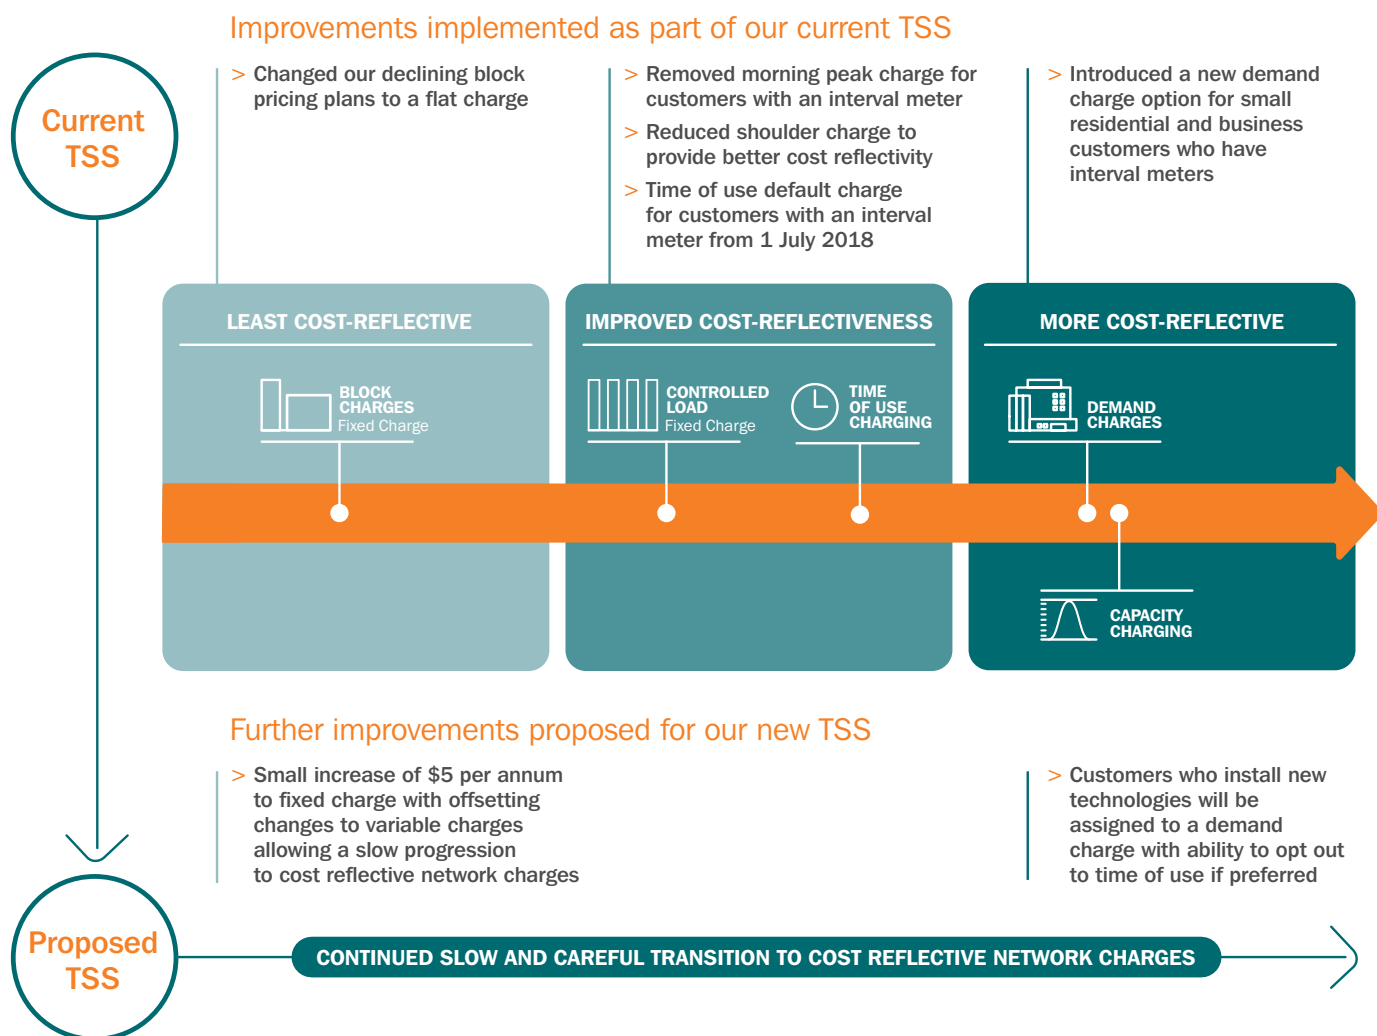 Improvements implemented as part of our current TSS
Current
TSS
> Changed our declining block
pricing plans to a flat charge
> Removed morning peak charge for
customers with an interval meter
> Reduced shoulder charge to
provide better cost reflectivity
> Time of use default charge
for customers with an interval
meter from 1 July 2018
> Introduced a new demand
charge option for small
residential and business
customers who have
interval meters
LEAST COST-REFLECTIVE
BLOCK
CHARGES
Fixed Charge
IMPROVED COST-REFLECTIVENESS
CONTROLLED
LOAD
Fixed Charge
TIME
OF USE
CHARGING
MORE COST-REFLECTIVE
DEMAND
CHARGES
CAPACITY
CHARGING
Further improvements proposed for our new TSS
> Small increase of $5 per annum
to fixed charge with offsetting
changes to variable charges
allowing a slow progression
to cost reflective network charges
> Customers who install new
technologies will be
assigned to a demand
charge with ability to opt out
to time of use if preferred
Proposed
TSS
CONTINUED SLOW AND CAREFUL TRANSITION TO COST REFLECTIVE NETWORK CHARGES